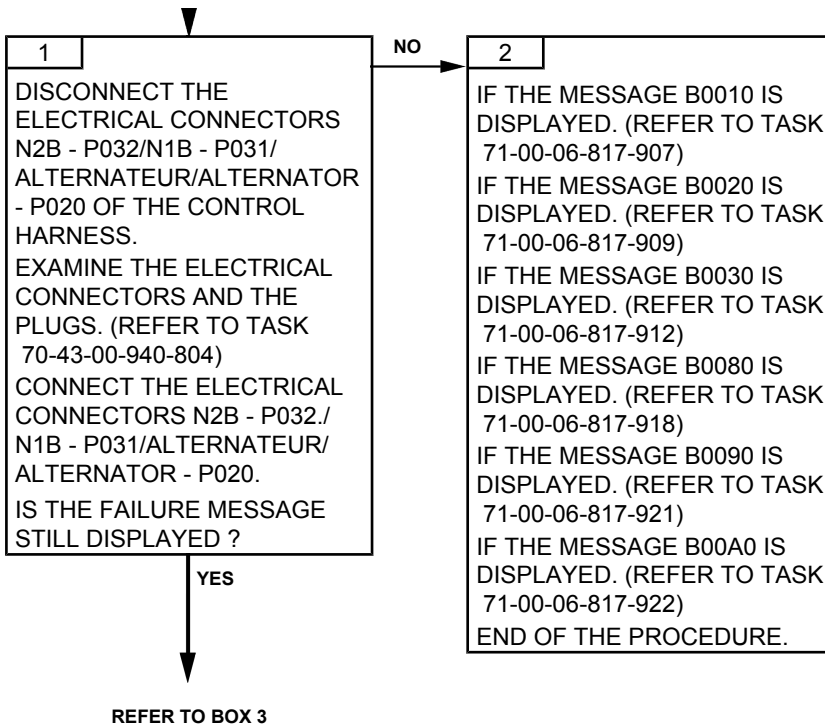 1
DISCONNECT THE
ELECTRICAL CONNECTORS
N2B - P032/N1B - P031/
ALTERNATEUR/ALTERNATOR
- P020 OF THE CONTROL
HARNESS.
EXAMINE THE ELECTRICAL
CONNECTORS AND THE
PLUGS. (REFER TO TASK
70-43-00-940-804)
CONNECT THE ELECTRICAL
CONNECTORS N2B - P032./
N1B - P031/ALTERNATEUR/
ALTERNATOR - P020.
IS THE FAILURE MESSAGE
STILL DISPLAYED ?
NO
2
IF THE MESSAGE B0010 IS
DISPLAYED. (REFER TO TASK
71-00-06-817-907)
IF THE MESSAGE B0020 IS
DISPLAYED. (REFER TO TASK
71-00-06-817-909)
IF THE MESSAGE B0030 IS
DISPLAYED. (REFER TO TASK
71-00-06-817-912)
IF THE MESSAGE B0080 IS
DISPLAYED. (REFER TO TASK
71-00-06-817-918)
IF THE MESSAGE B0090 IS
DISPLAYED. (REFER TO TASK
71-00-06-817-921)
IF THE MESSAGE B00A0 IS
DISPLAYED. (REFER TO TASK
71-00-06-817-922)
END OF THE PROCEDURE.
YES
REFER TO BOX 3